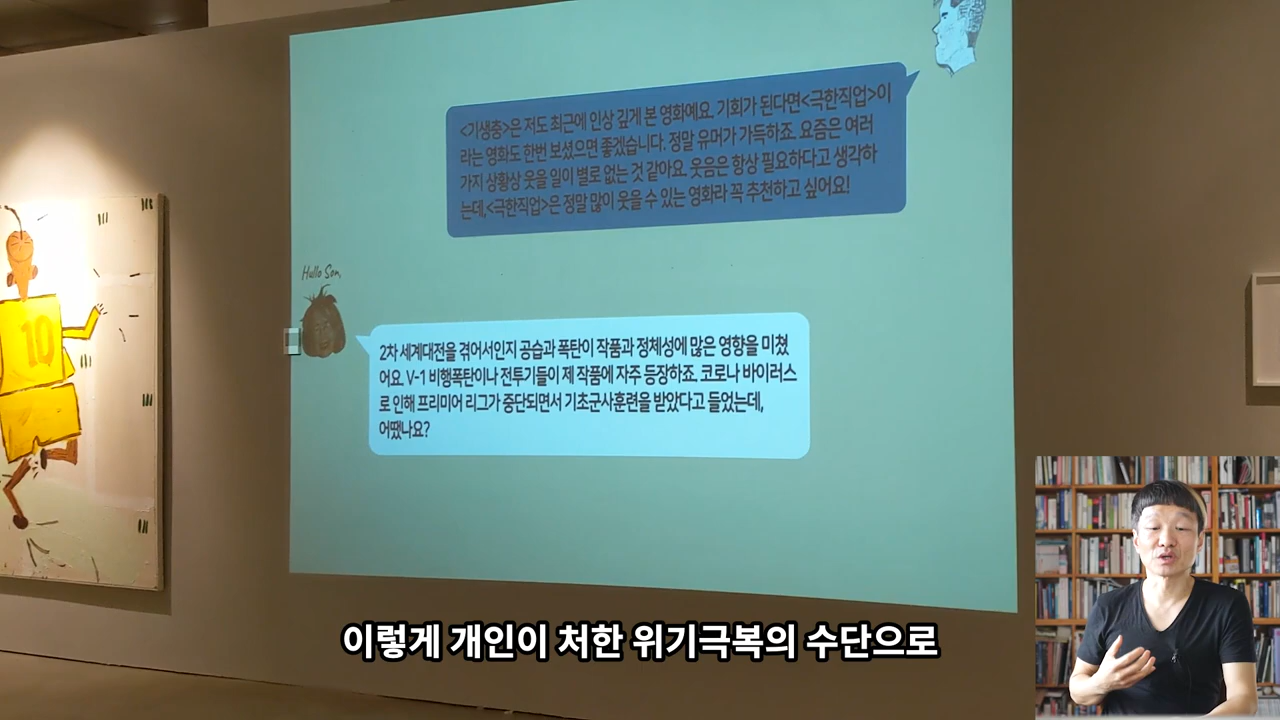 <기생충>은 저도 최근에 인상 깊게 본 영화예요. 기회가 된다면<극한직업>이
라는 영화도 한번 보셨으면 좋겠습니다. 정말 유머가 가득하죠. 요즘은 여러
가지 상황상 웃을 일이 별로 없는 것 같아요. 웃음은 항상 필요하다고 생각하
는데,<극한직업>은 정말 많이 웃을 수 있는 영화라 꼭 추천하고 싶어요!
Hello Son,
2차 세계대전을 겪어서인지 공습과 폭탄이 작품과 정체성에 많은 영향을 미쳤
어요. V-1 비행폭탄이나 전투기들이 제 작품에 자주 등장하죠. 코로나 바이러스
로 인해 프리미어 리그가 중단되면서 기초군사훈련을 받았다고 들었는데,
어땠나요?
10
이렇게 개인이 처한 위기극복의 수단으로